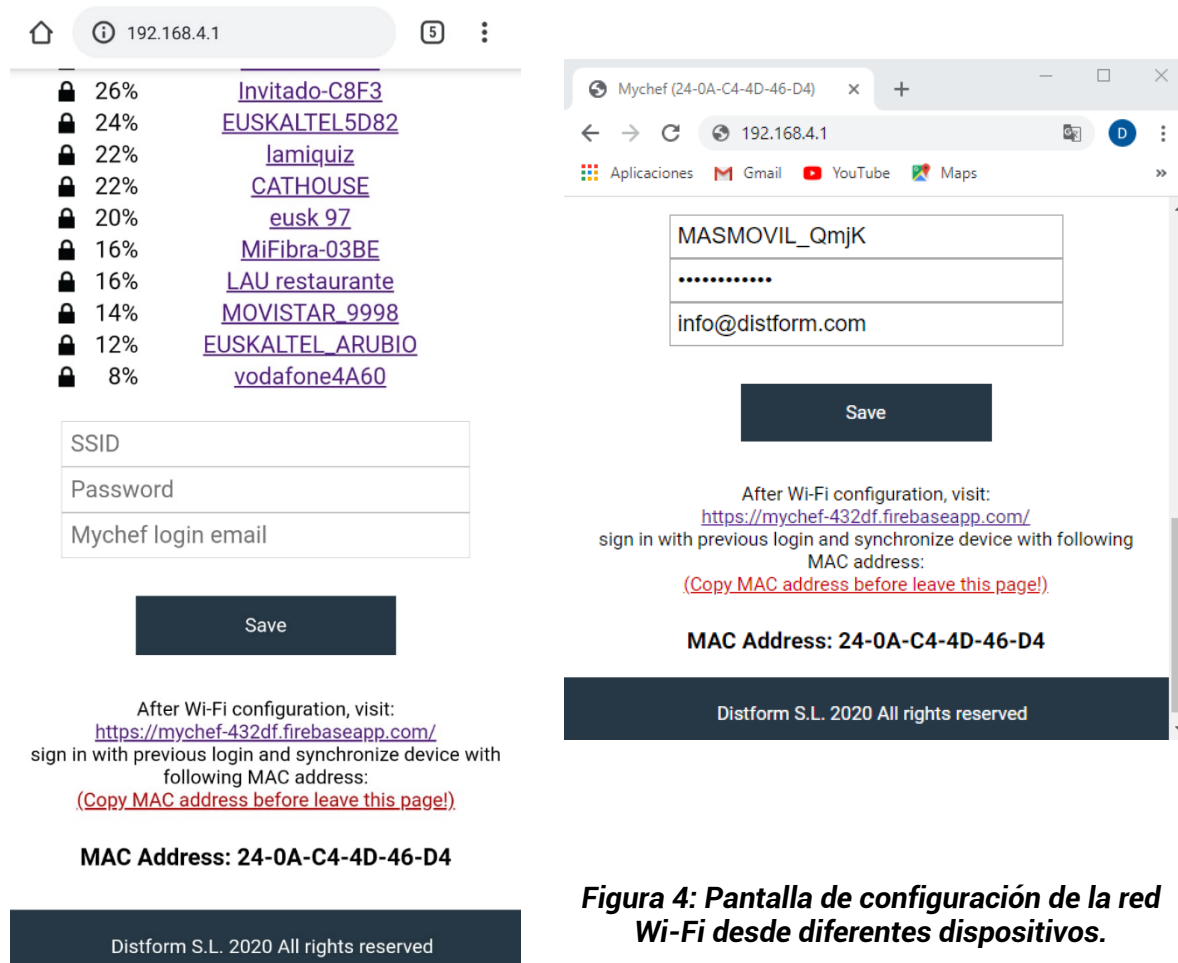 192.168.4.1
5
26% Invitado-C8F3
24% EUSKALTEL5D82
22% lamiquiz
22% CATHOUSE
20% eusk 97
16% MiFibra-03BE
16% LAU restaurante
14% MOVISTAR_9998
12% EUSKALTEL_ARUBIO
8% vodafone4A60
SSID
Password
Mychef login email
Save
After Wi-Fi configuration, visit:
https://mychef-432df.firebaseapp.com/
sign in with previous login and synchronize device with
following MAC address:
(Copy MAC address before leave this page!)
MAC Address: 24-0A-C4-4D-46-D4
Distform S.L. 2020 All rights reserved
Mychef (24-0A-C4-4D-46-D4)
192.168.4.1
D
Aplicaciones Gmail YouTube Maps
MASMOVIL_QmjK
••••••••••••
info@distform.com
Save
After Wi-Fi configuration, visit:
https://mychef-432df.firebaseapp.com/
sign in with previous login and synchronize device with following
MAC address:
(Copy MAC address before leave this page!)
MAC Address: 24-0A-C4-4D-46-D4
Distform S.L. 2020 All rights reserved
Figura 4: Pantalla de configuración de la red
Wi-Fi desde diferentes dispositivos.